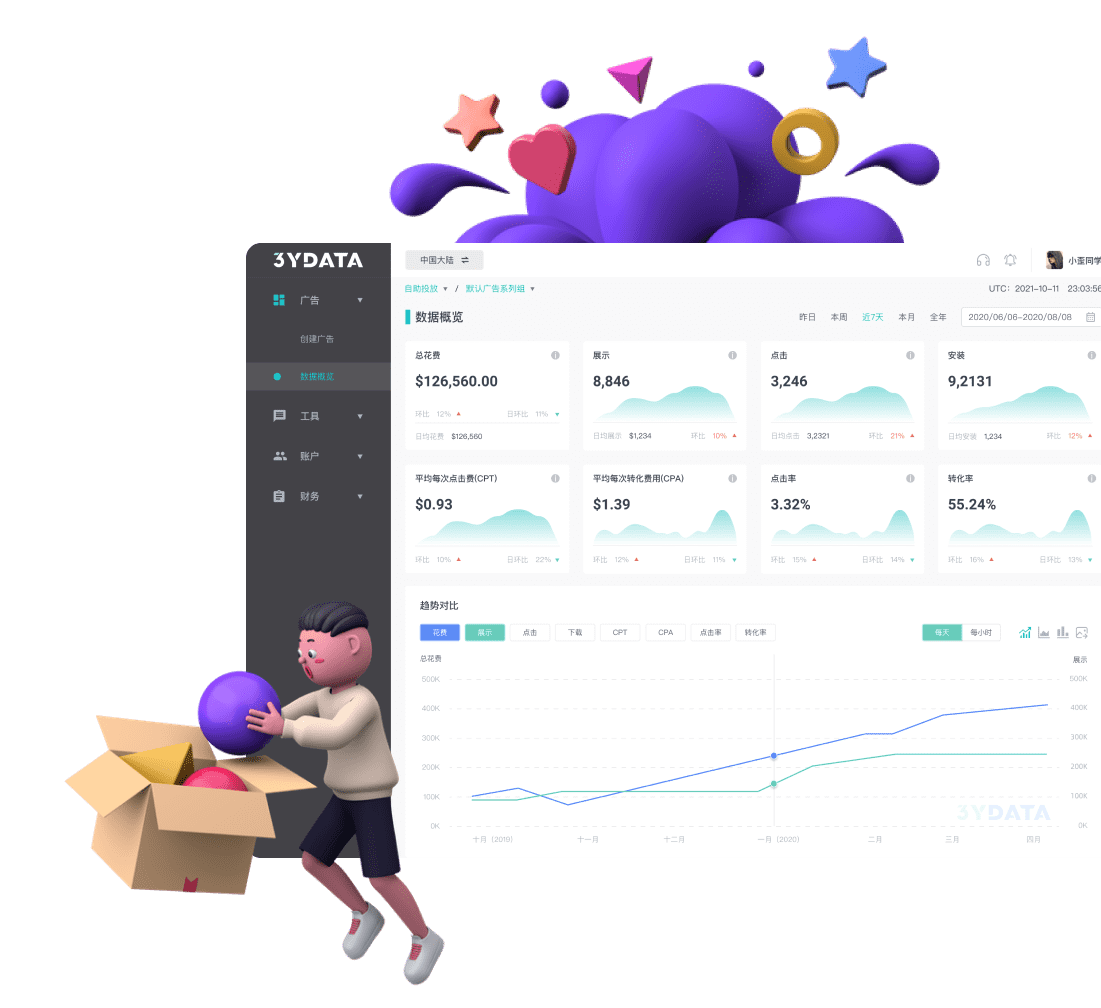 3YDATA
中国大陆
小歪同学
广告
自助投放 / 默认广告系列组
UTC: 2021-10-11 23:03:56
数据概览
昨日 本周 近7天 本月 全年 2020/06/06-2020/08/08
创建广告
数据概览
工具
账户
财务
总花费
$126,560.00
环比 12% 日环比 11%
日均花费 $126,560
展示
8,846
日均展示 $1,234 环比 10%
点击
3,246
日均点击 3,2321 环比 21%
安装
9,2131
日均安装 1,234 环比 12%
平均每次点击费(CPT)
$0.93
环比 10% 日环比 22%
平均每次转化费用(CPA)
$1.39
环比 12% 日环比 11%
点击率
3.32%
环比 15% 日环比 14%
转化率
55.24%
环比 16% 日环比 13%
趋势对比
花费 展示 点击 下载 CPT CPA 点击率 转化率 每天 每小时
总花费 展示
500K 500K
400K 400K
300K 300K
200K 200K
100K 100K
0K 0K
3YDATA
十月 (2019) 十一月 十二月 一月 (2020) 二月 三月 四月